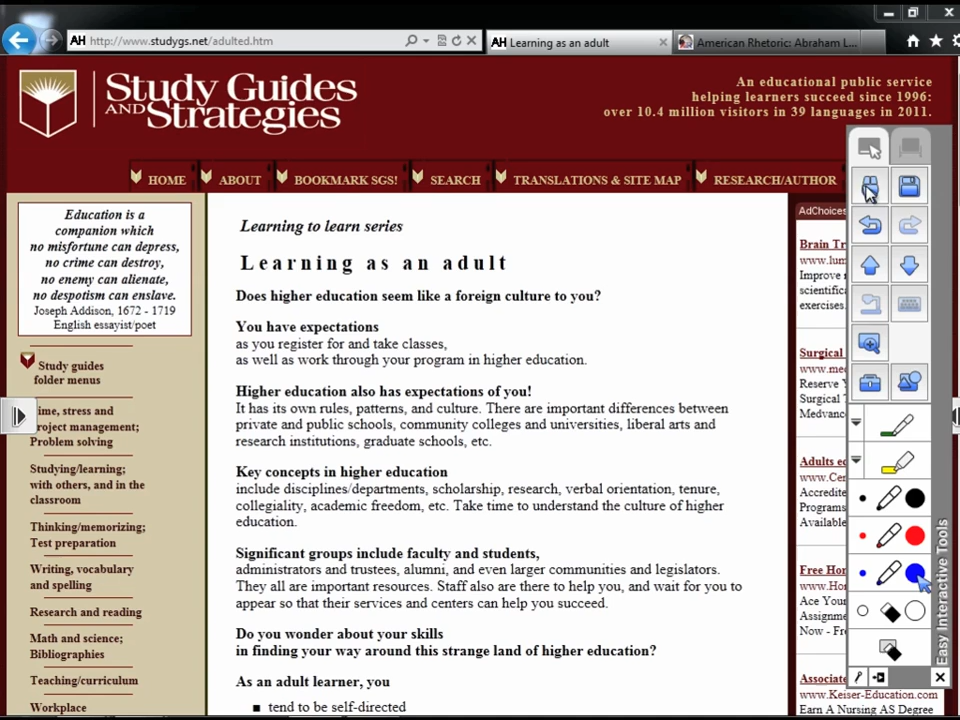 http://www.studygs.net/adulted.htm
Learning as an adult
American Rhetoric: Abraham L...
Study Guides
AND Strategies
An educational public service
helping learners succeed since 1996:
over 10.4 million visitors in 39 languages in 2011.
HOME
ABOUT
BOOKMARK SGS!
SEARCH
TRANSLATIONS & SITE MAP
RESEARCH/AUTHOR
Education is a
companion which
no misfortune can depress,
no crime can destroy,
no enemy can alienate,
no despotism can enslave.
Joseph Addison, 1672 - 1719
English essayist/poet
Study guides
folder menus
ime, stress and
roject management;
Problem solving
Studying/learning;
with others, and in the
classroom
Thinking/memorizing;
Test preparation
Writing, vocabulary
and spelling
Research and reading
Math and science;
Bibliographies
Teaching/curriculum
Workplace
Learning to learn series
Learning as an adult
Does higher education seem like a foreign culture to you?
You have expectations
as you register for and take classes,
as well as work through your program in higher education.
Higher education also has expectations of you!
It has its own rules, patterns, and culture. There are important differences between
private and public schools, community colleges and universities, liberal arts and
research institutions, graduate schools, etc.
Key concepts in higher education
include disciplines/departments, scholarship, research, verbal orientation, tenure,
collegiality, academic freedom, etc. Take time to understand the culture of higher
education.
Significant groups include faculty and students,
administrators and trustees, alumni, and even larger communities and legislators.
They all are important resources. Staff also are there to help you, and wait for you to
appear so that their services and centers can help you succeed.
Do you wonder about your skills
in finding your way around this strange land of higher education?
As an adult learner, you
■ tend to be self-directed
AdChoices
Brain Tr
www.lum
Improve
scientifica
exercises.
Surgical
www.med
Reserve Y
Surgical T
Medvance
Adults ed
www.Cen
Accredite
Programs
Available
Free Hon
www.Hon
Ace Your
Assignme
Now - Fre
Associate
www.Keiser-Education.com
Earn A Nursing AS Degree
Easy Interactive Tools